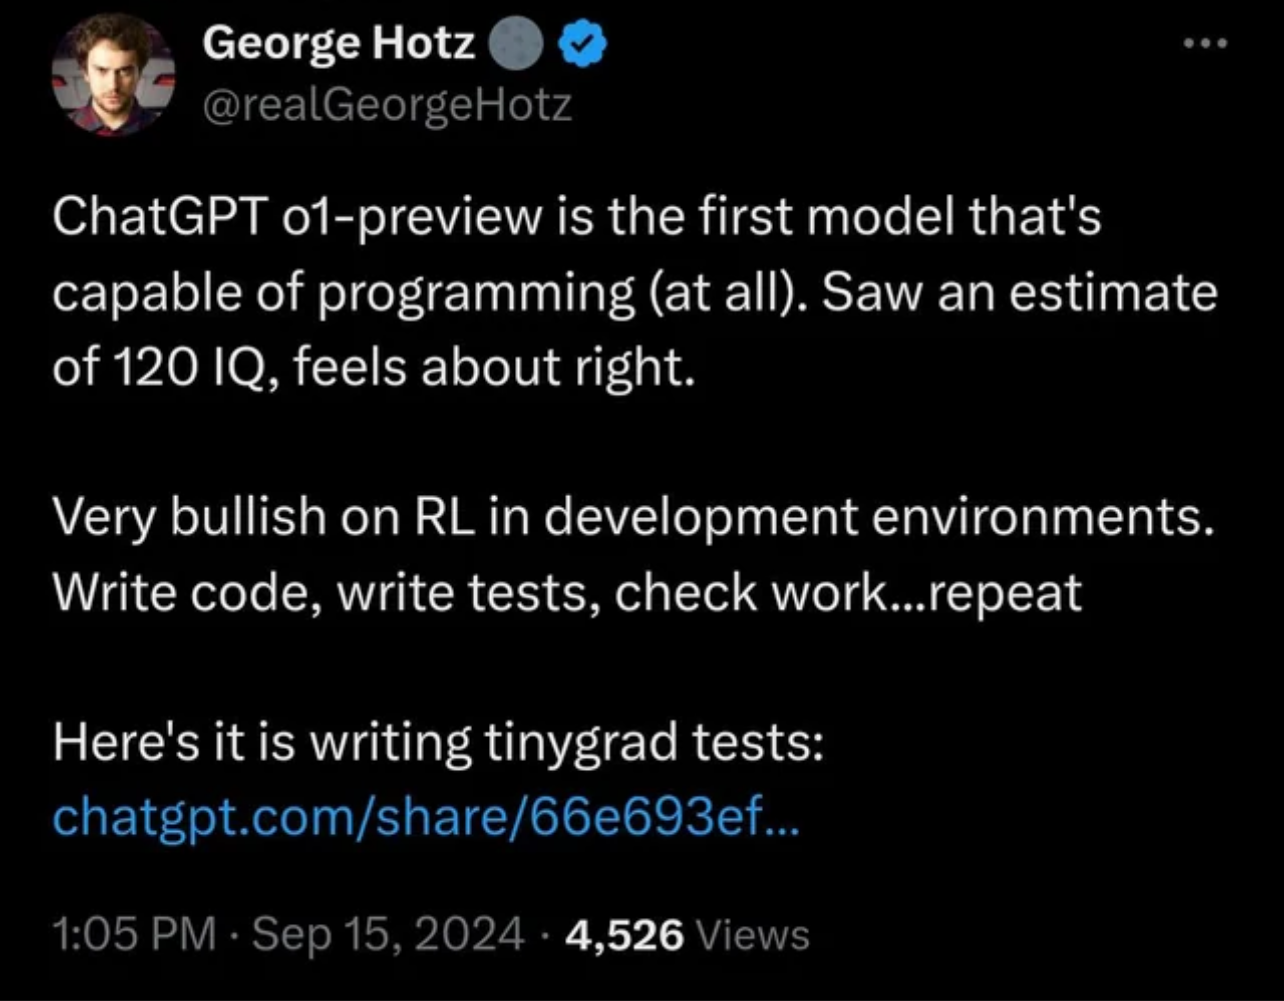 George Hotz
@realGeorgeHotz
ChatGPT o1-preview is the first model that's
capable of programming (at all). Saw an estimate
of 120 IQ, feels about right.
Very bullish on RL in development environments.
Write code, write tests, check work...repeat
Here's it is writing tinygrad tests:
chatgpt.com/share/66e693ef...
1:05 PM · Sep 15, 2024 · 4,526 Views